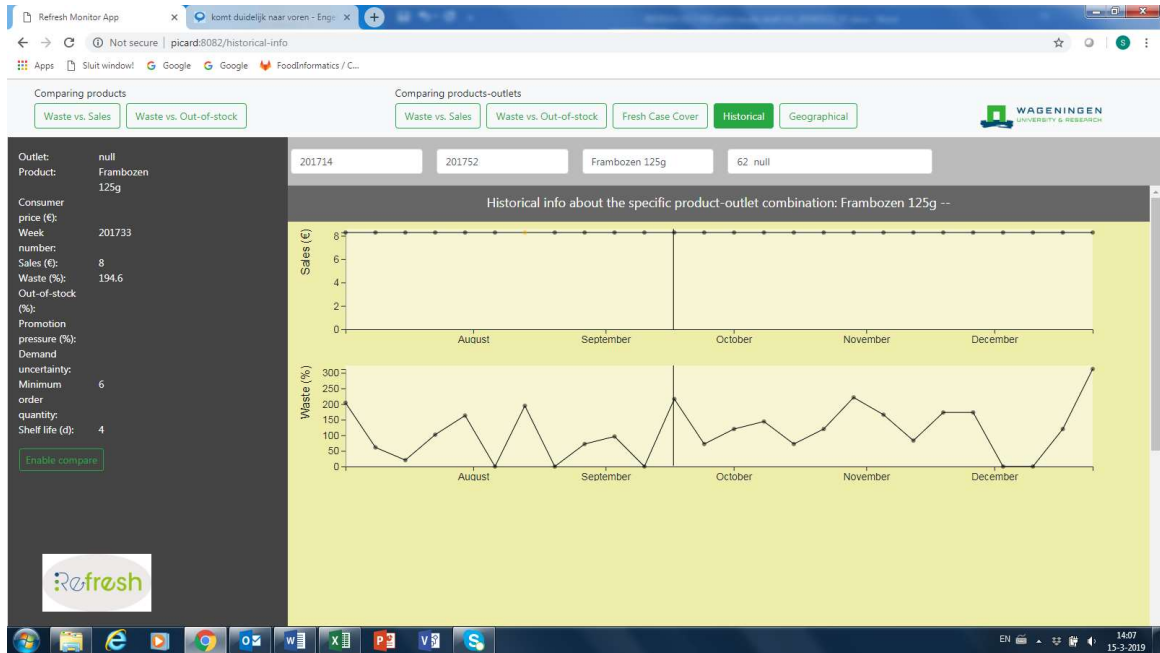 Refresh Monitor App
komt duidelijk naar voren - Enge
Not secure | picard:8082/historical-info
S
Apps
Sluit window!
Google
Google
FoodInformatics / C...
Comparing products
Waste vs. Sales
Waste vs. Out-of-stock
Comparing products-outlets
Waste vs. Sales
Waste vs. Out-of-stock
Fresh Case Cover
Historical
Geographical
WAGENINGEN
UNIVERSITY & RESEARCH
Outlet: null
Product: Frambozen
125g
Consumer
price (€):
Week 201733
number:
Sales (€): 8
Waste (%): 194.6
Out-of-stock
(%):
Promotion
pressure (%):
Demand
uncertainty:
Minimum 6
order
quantity:
Shelf life (d): 4
Enable compare
Refresh
201714
201752
Frambozen 125g
62 null
Historical info about the specific product-outlet combination: Frambozen 125g --
Sales (€)
8
6
4
2
0
August September October November December
Waste (%)
300
250
200
150
100
50
0
August September October November December
EN
14:07
15-3-2019